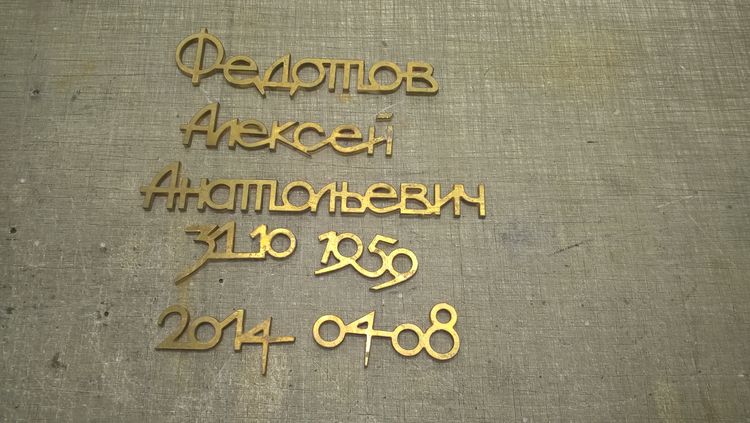 Федотов
Алексей
Анатольевич
31.10 1959
2014 04.08